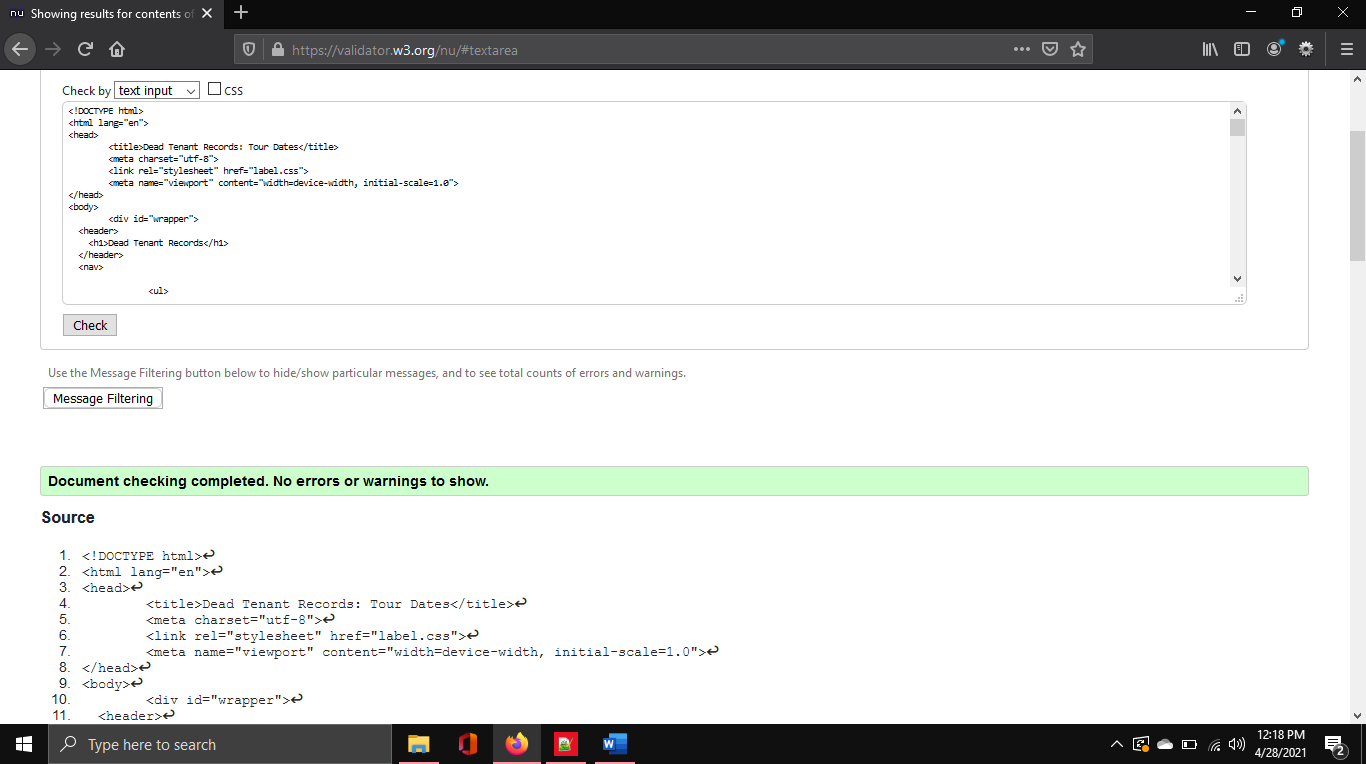 nu Showing results for contents of
https://validator.w3.org/nu/#textarea
Check by text input CSS
<!DOCTYPE html>
<html lang="en">
<head>
<title>Dead Tenant Records: Tour Dates</title>
<meta charset="utf-8">
<link rel="stylesheet" href="label.css">
<meta name="viewport" content="width=device-width, initial-scale=1.0">
</head>
<body>
<div id="wrapper">
<header>
<h1>Dead Tenant Records</h1>
</header>
<nav>
<ul>
Check
Use the Message Filtering button below to hide/show particular messages, and to see total counts of errors and warnings.
Message Filtering
Document checking completed. No errors or warnings to show.
Source
1. <!DOCTYPE html>↩
2. <html lang="en">↩
3. <head>↩
4. <title>Dead Tenant Records: Tour Dates</title>↩
5. <meta charset="utf-8">↩
6. <link rel="stylesheet" href="label.css">↩
7. <meta name="viewport" content="width=device-width, initial-scale=1.0">↩
8. </head>↩
9. <body>↩
10. <div id="wrapper">↩
11. <header>↩
Type here to search
W
12:18 PM
4/28/2021
2